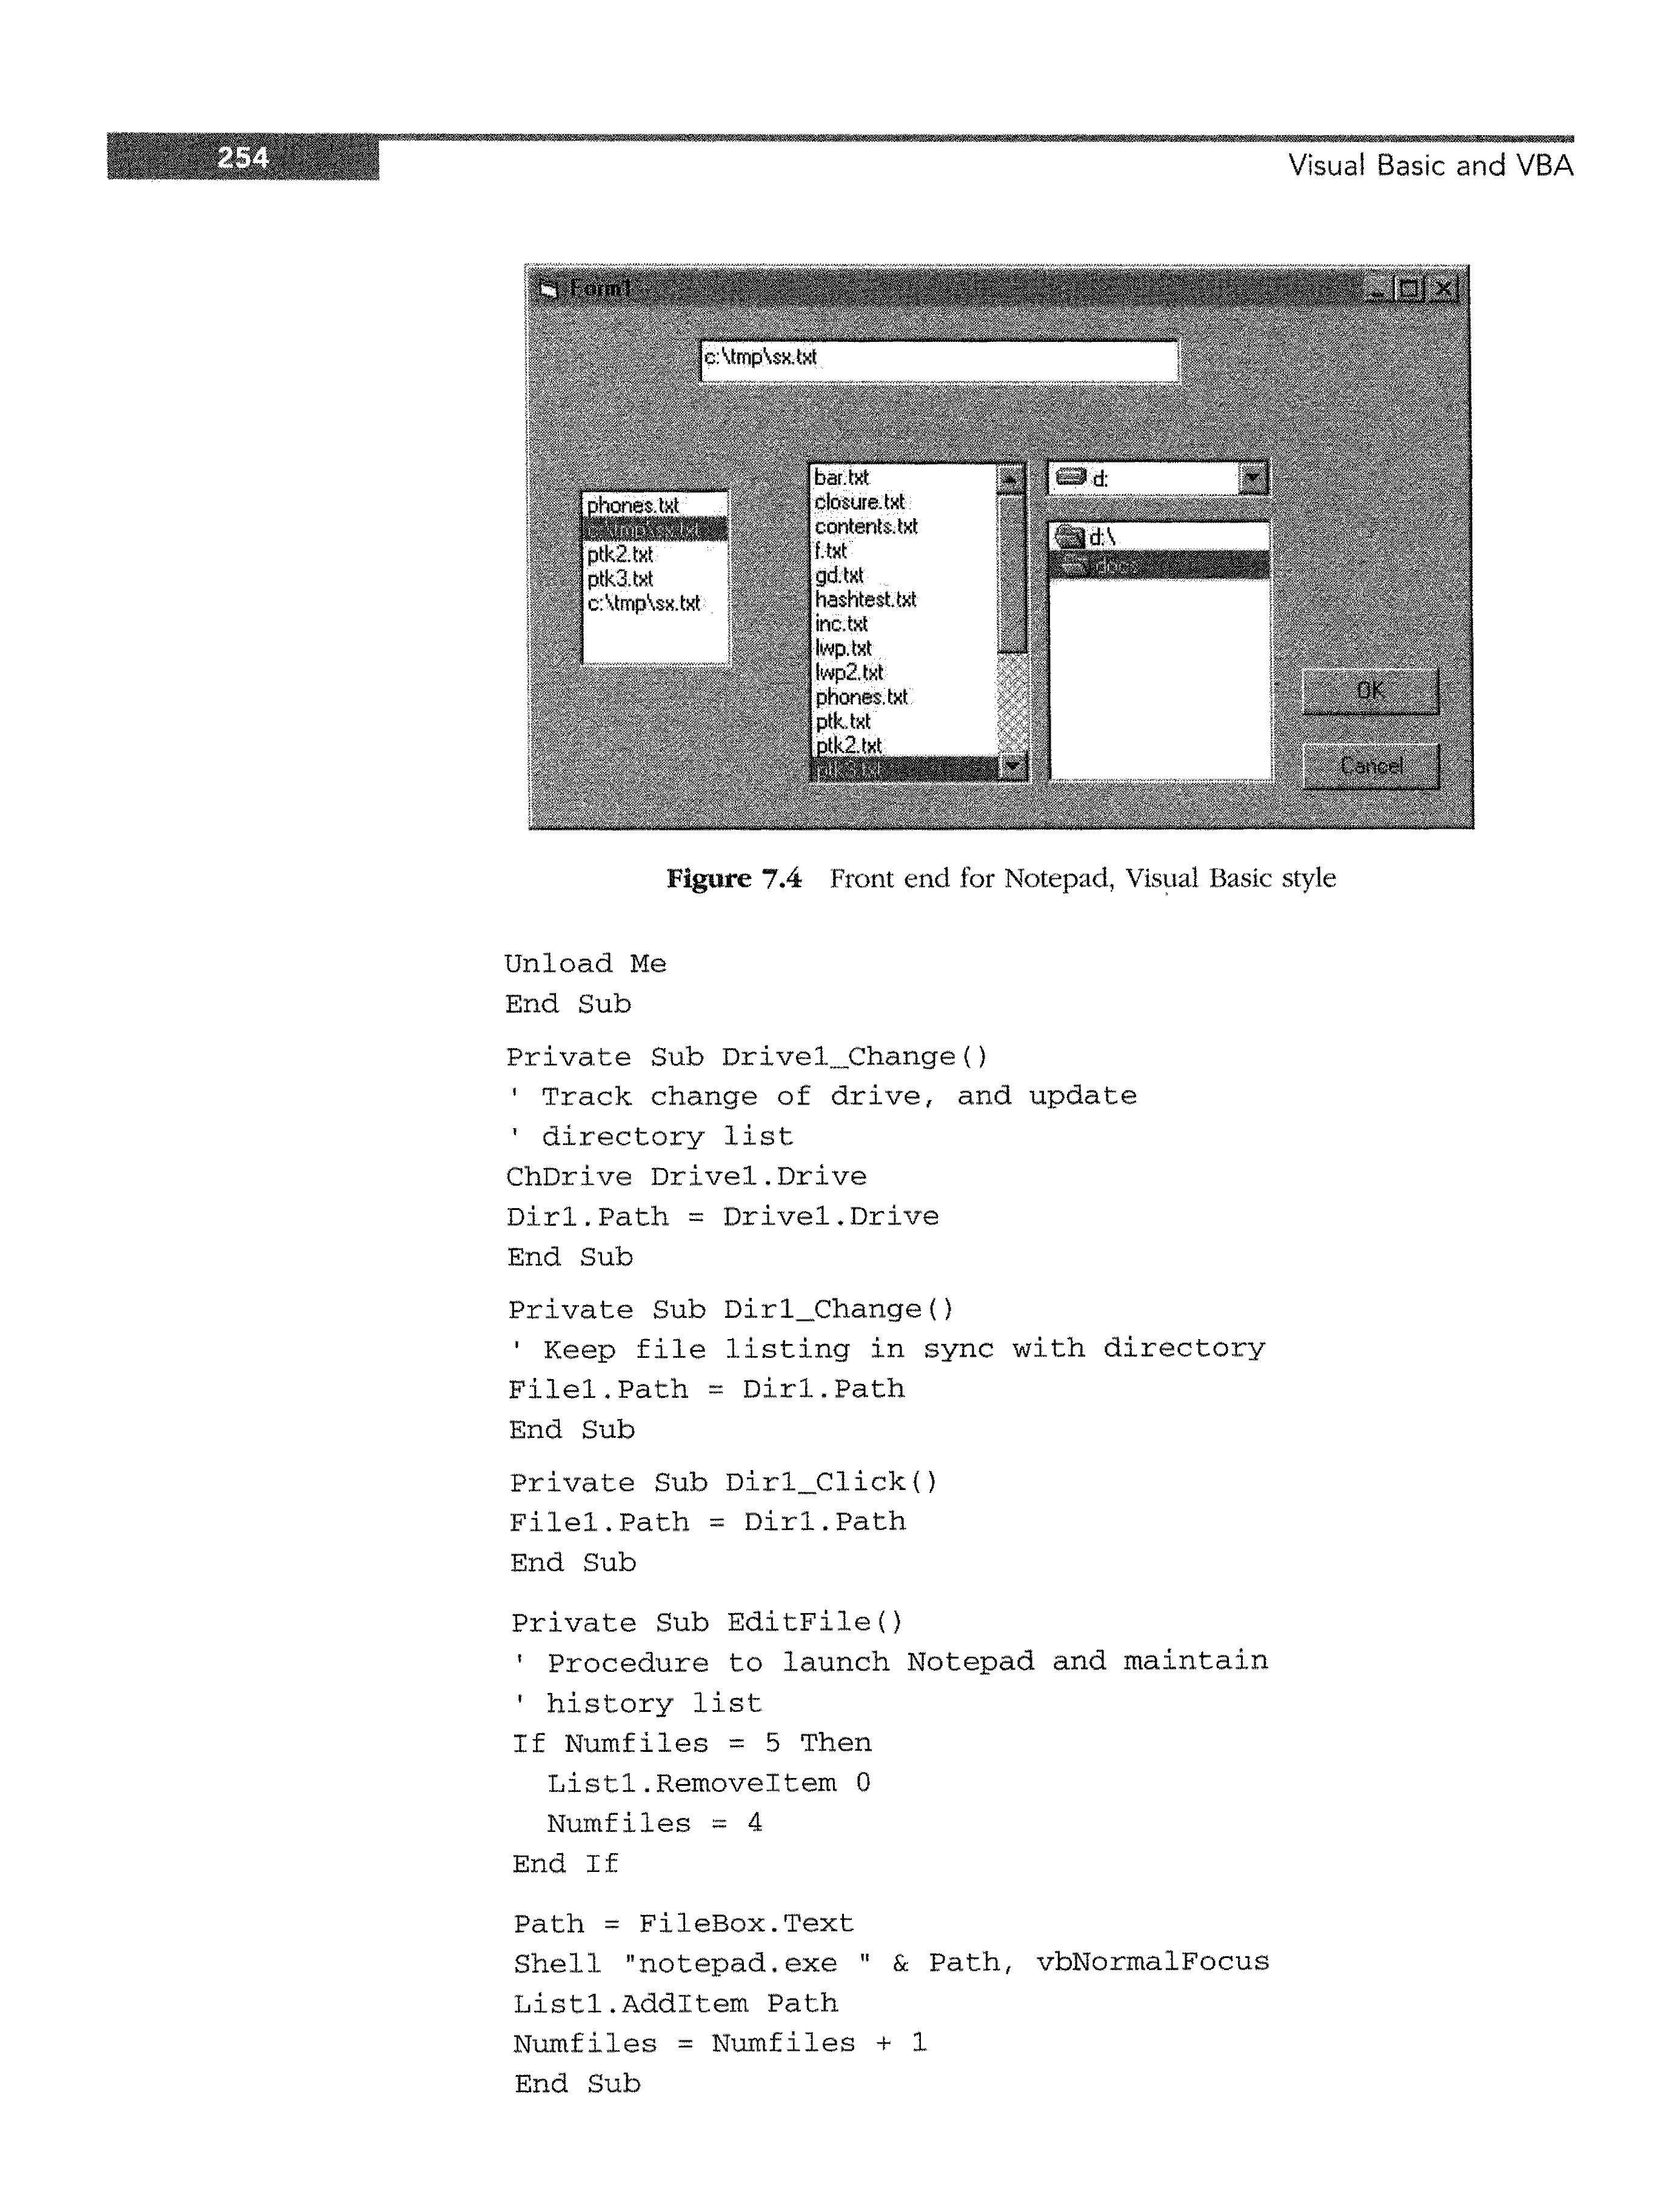 254
Visual Basic and VBA
Form1
c:\tmp\sx.txt
phones.txt
c:\tmp\sx.txt
ptk2.txt
ptk3.txt
c:\tmp\sx.txt
bar.txt
closure.txt
contents.txt
f.txt
gd.txt
hashtest.txt
inc.txt
lwp.txt
lwp2.txt
phones.txt
ptk.txt
ptk2.txt
ptk3.txt
d:
d:\
docs
OK
Cancel
Figure 7.4 Front end for Notepad, Visual Basic style
Unload Me
End Sub
Private Sub Drive1_Change()
' Track change of drive, and update
' directory list
ChDrive Drive1.Drive
Dir1.Path = Drive1.Drive
End Sub
Private Sub Dir1_Change()
' Keep file listing in sync with directory
File1.Path = Dir1.Path
End Sub
Private Sub Dir1_Click()
File1.Path = Dir1.Path
End Sub
Private Sub EditFile()
' Procedure to launch Notepad and maintain
' history list
If Numfiles = 5 Then
List1.RemoveItem 0
Numfiles = 4
End If
Path = FileBox.Text
Shell "notepad.exe " & Path, vbNormalFocus
List1.AddItem Path
Numfiles = Numfiles + 1
End Sub